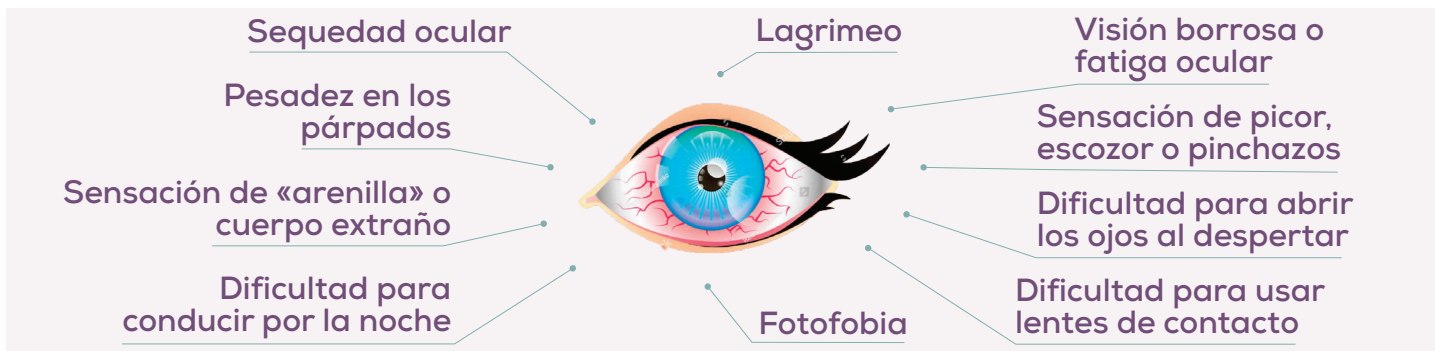 Sequedad ocular
Pesadez en los
párpados
Sensación de «arenilla» o
cuerpo extraño
Dificultad para
conducir por la noche
Lagrimeo
Fotofobia
Visión borrosa o
fatiga ocular
Sensación de picor,
escozor o pinchazos
Dificultad para abrir
los ojos al despertar
Dificultad para usar
lentes de contacto